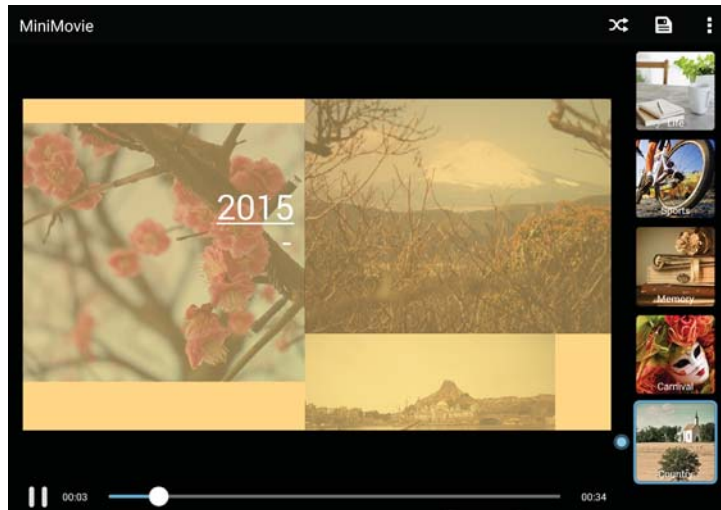 MiniMovie
2015
-
Life
Sports
Memory
Carnival
Country
00:03
00:34